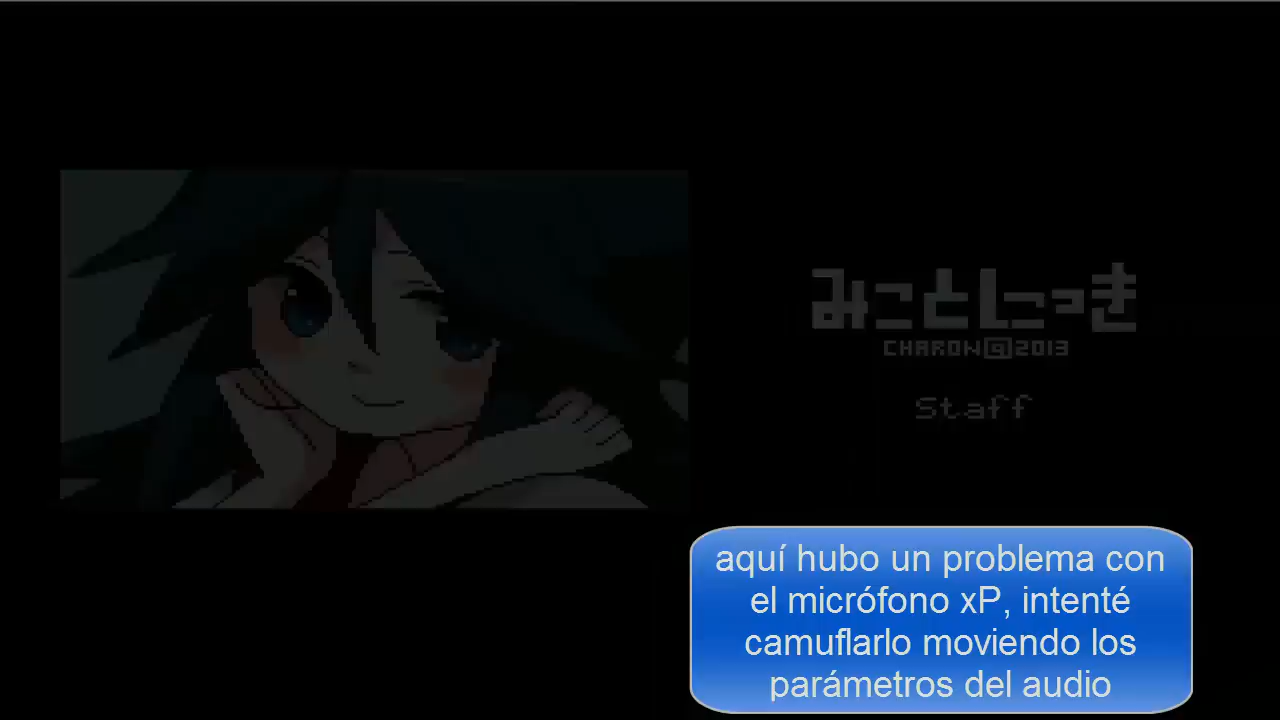 みことにっき
CHARON@2013
Staff
aquí hubo un problema con
el micrófono xP, intenté
camuflarlo moviendo los
parámetros del audio